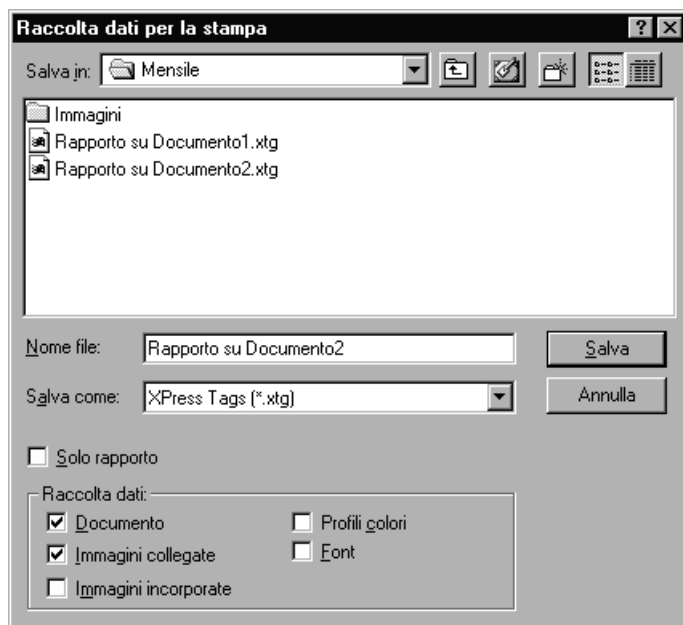 Raccolta dati per la stampa
Salva in: Mensile
Immagini
Rapporto su Documento1.xtg
Rapporto su Documento2.xtg
Nome file: Rapporto su Documento2 Salva
Salva come: XPress Tags (*.xtg) Annulla
Solo rapporto
Raccolta dati:
Documento Profili colori
Immagini collegate Font
Immagini incorporate